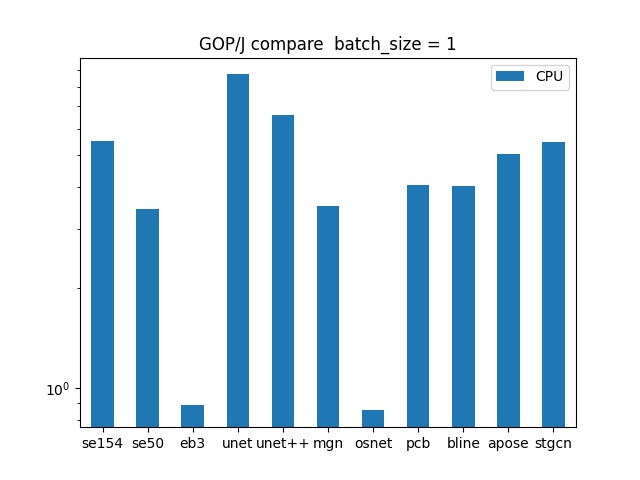 GOP/J compare  batch_size = 1
CPU
10⁰
se154 se50 eb3 unet unet++ mgn osnet pcb bline apose stgcn